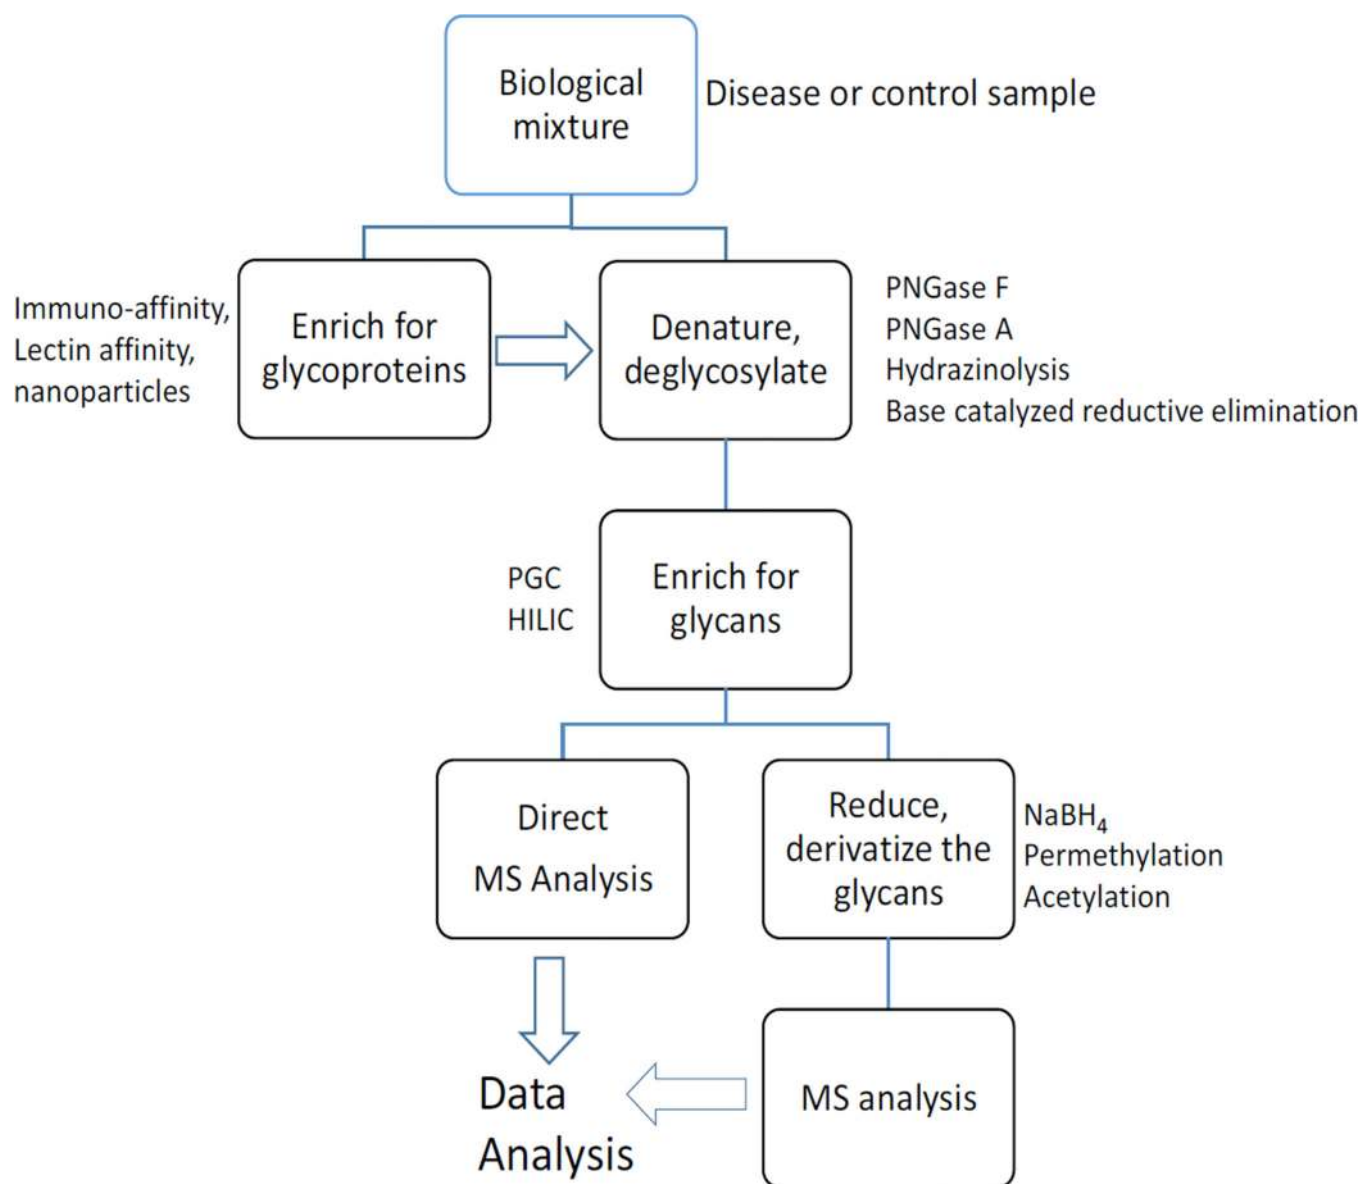 Biological
mixture
Disease or control sample
Immuno-affinity,
Lectin affinity,
nanoparticles
Enrich for
glycoproteins
Denature,
deglycosylate
PNGase F
PNGase A
Hydrazinolysis
Base catalyzed reductive elimination
PGC
HILIC
Enrich for
glycans
Direct
MS Analysis
Reduce,
derivatize the
glycans
NaBH₄
Permethylation
Acetylation
Data
Analysis
MS analysis